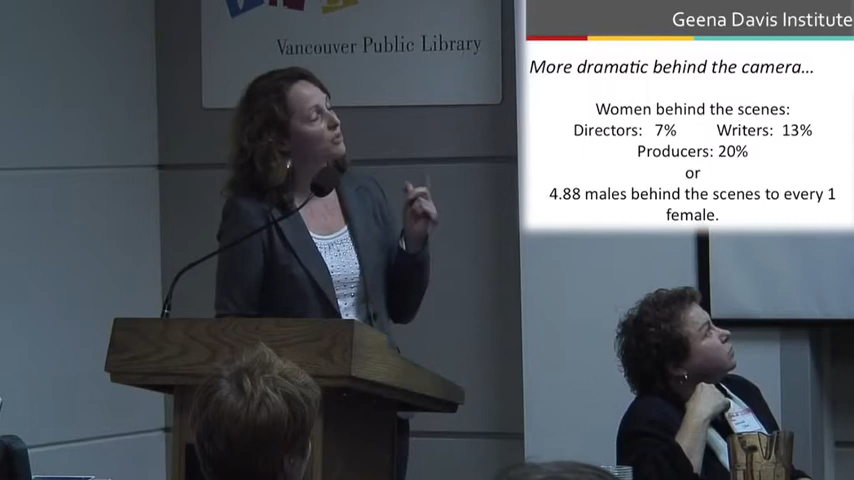 Vancouver Public Library
Geena Davis Institute
More dramatic behind the camera...
Women behind the scenes:
Directors: 7% Writers: 13%
Producers: 20%
or
4.88 males behind the scenes to every 1
female.